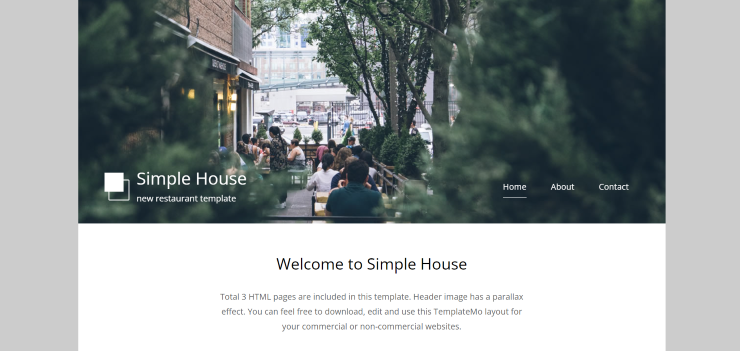 Simple House
new restaurant template
Home About Contact
Welcome to Simple House
Total 3 HTML pages are included in this template. Header image has a parallax
effect. You can feel free to download, edit and use this TemplateMo layout for
your commercial or non-commercial websites.